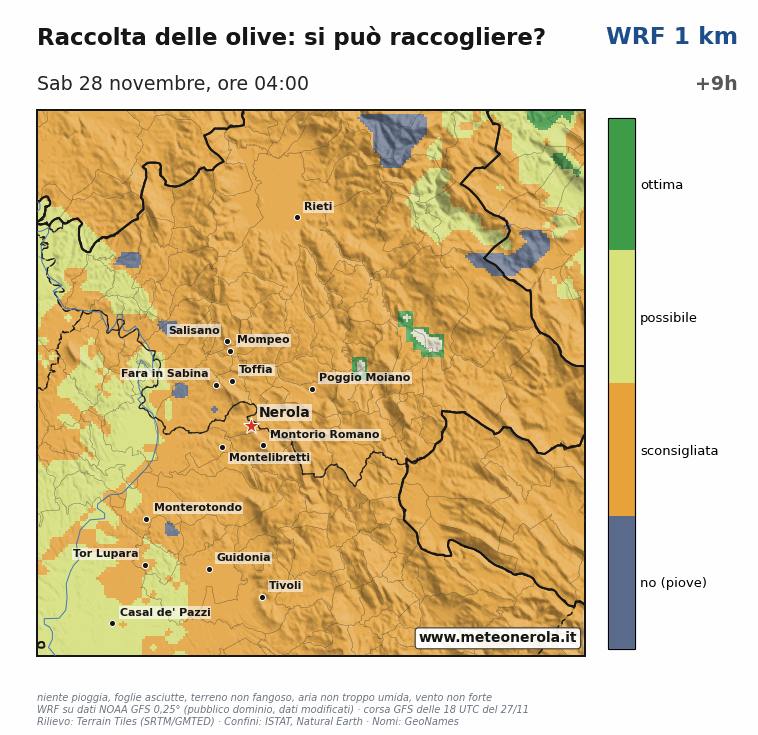 Raccolta delle olive: si può raccogliere?
WRF 1 km
Sab 28 novembre, ore 04:00
+9h
ottima
possibile
sconsigliata
no (piove)
Rieti
Salisano
Mompeo
Fara in Sabina
Toffia
Poggio Moiano
Nerola
Montorio Romano
Montelibretti
Monterotondo
Tor Lupara
Guidonia
Tivoli
Casal de' Pazzi
www.meteonerola.it
niente pioggia, foglie asciutte, terreno non fangoso, aria non troppo umida, vento non forte
WRF su dati NOAA GFS 0,25° (pubblico dominio, dati modificati) · corsa GFS delle 18 UTC del 27/11
Rilievo: Terrain Tiles (SRTM/GMTED) · Confini: ISTAT, Natural Earth · Nomi: GeoNames